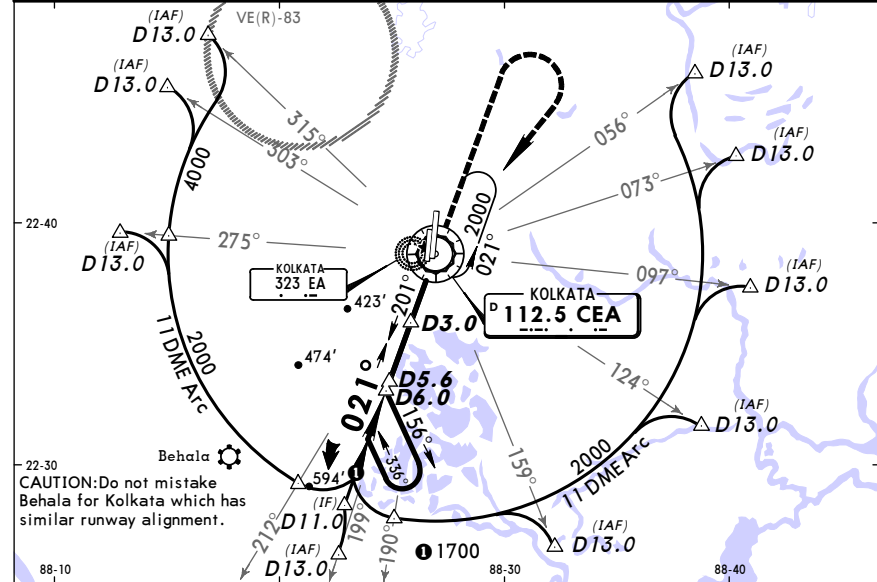 (IAF)
D13.0
VE(R)-83
(IAF)
D13.0
(IAF)
D13.0
315°
303°
056°
(IAF)
D13.0
4000
073°
2000
021°
22-40
275°
(IAF)
D13.0
KOLKATA
323 EA
423'
201°
097°
(IAF)
D13.0
KOLKATA
D 112.5 CEA
D3.0
2000
11 DME Arc
474'
124°
D5.6
D6.0
021°
156°
(IAF)
D13.0
336°
159°
2000
11 DME Arc
Behala
22-30
594'
1
CAUTION:Do not mistake
Behala for Kolkata which has
similar runway alignment.
(IF)
D11.0
212°
199°
190°
(IAF)
D13.0
(IAF)
D13.0
1 1700
88-10
88-30
88-40